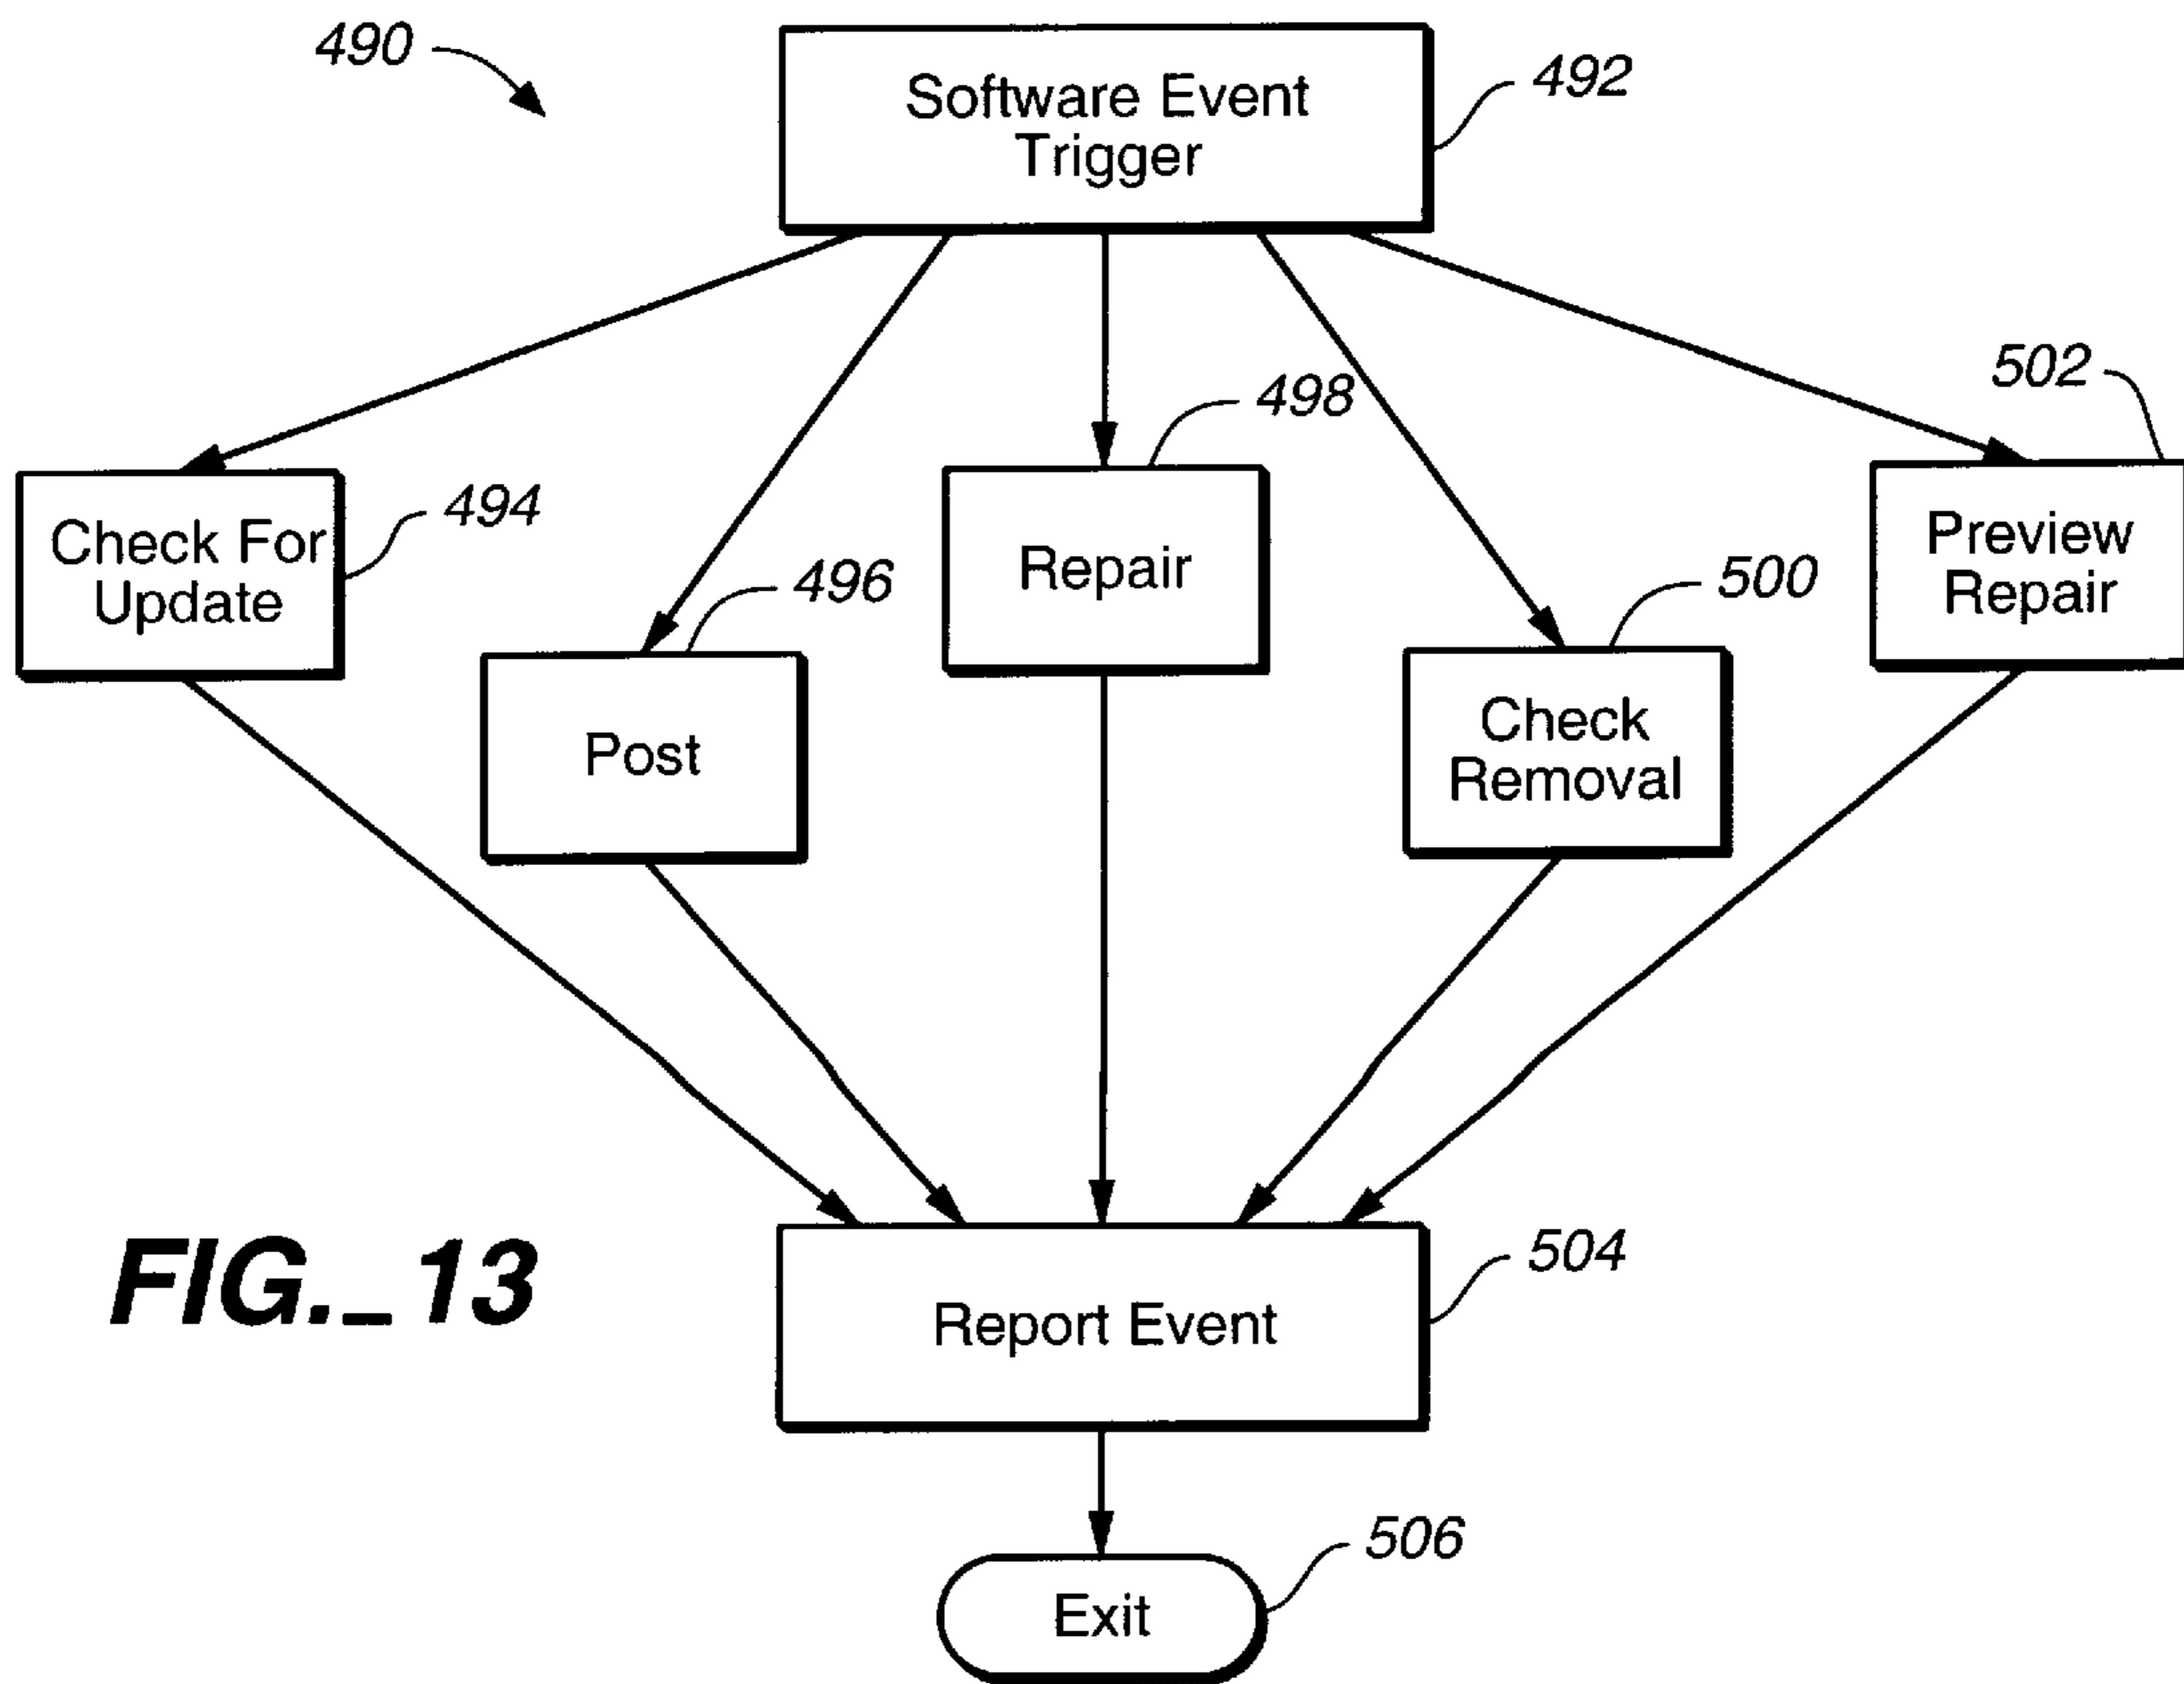 490
Software Event
Trigger
492
502
498
Check For
Update
494
Preview
Repair
Repair
496
500
Post
Check
Removal
FIG._13
504
Report Event
506
Exit